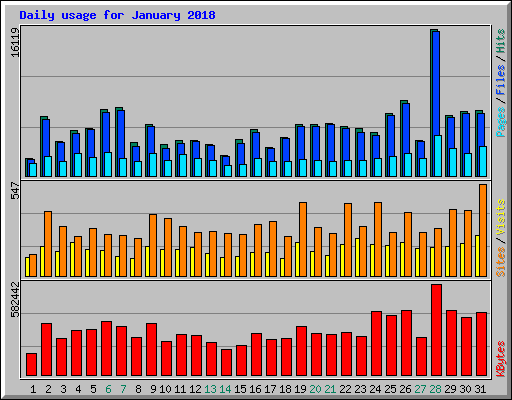 Daily usage for January 2018
16119
Pages / Files / Hits
547
Sites / Visits
582442
KBytes
1 2 3 4 5 6 7 8 9 10 11 12 13 14 15 16 17 18 19 20 21 22 23 24 25 26 27 28 29 30 31